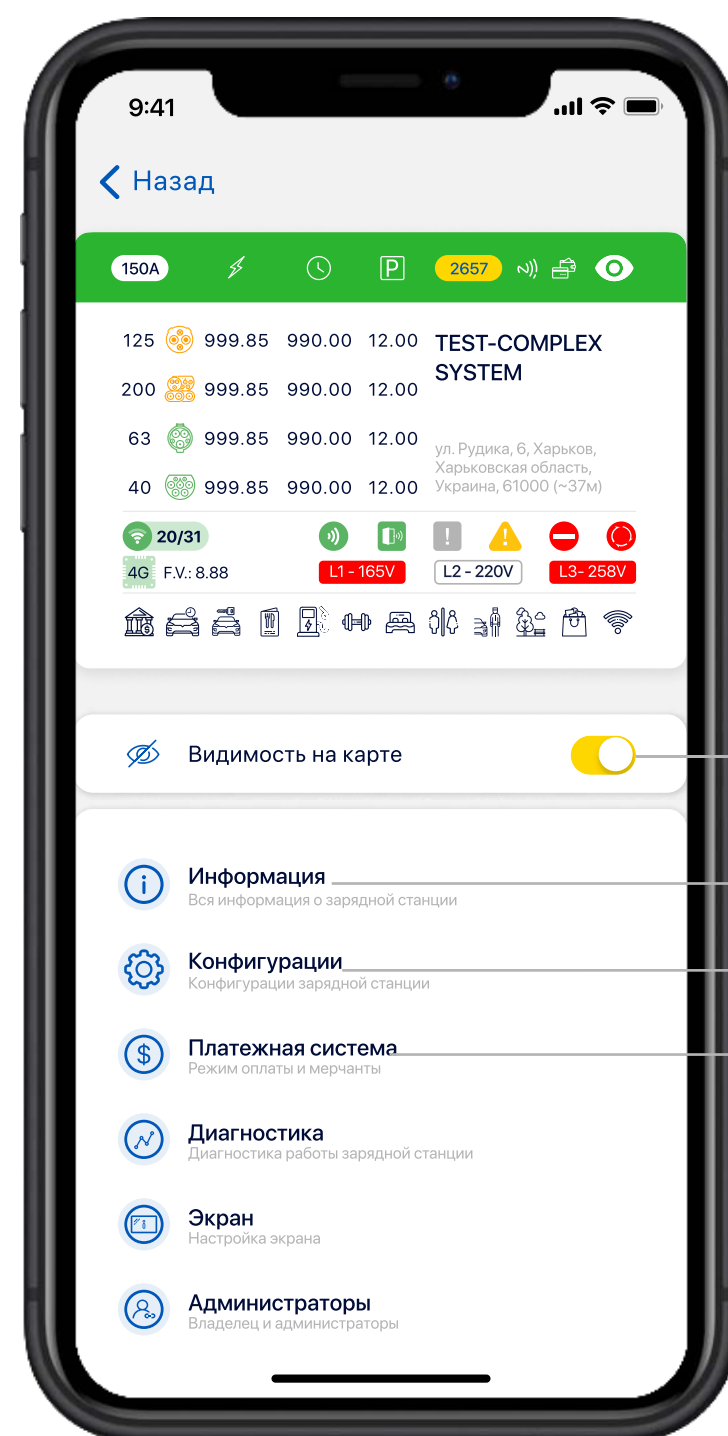 9:41
Назад
150A P 2657
125 999.85 990.00 12.00
200 999.85 990.00 12.00
63 999.85 990.00 12.00
40 999.85 990.00 12.00
TEST-COMPLEX
SYSTEM
ул. Рудика, 6, Харьков,
Харьковская область,
Украина, 61000 (~37м)
20/31
4G F.V.: 8.88 L1 - 165V L2 - 220V L3- 258V
Видимость на карте
Информация
Вся информация о зарядной станции
Конфигурации
Конфигурации зарядной станции
Платежная система
Режим оплаты и мерчанты
Диагностика
Диагностика работы зарядной станции
Экран
Настройка экрана
Администраторы
Владелец и администраторы